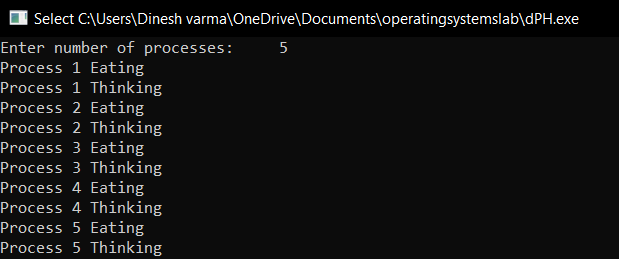 Select C:\Users\Dinesh varma\OneDrive\Documents\operatingsystemslab\dPH.exe
Enter number of processes:     5
Process 1 Eating
Process 1 Thinking
Process 2 Eating
Process 2 Thinking
Process 3 Eating
Process 3 Thinking
Process 4 Eating
Process 4 Thinking
Process 5 Eating
Process 5 Thinking